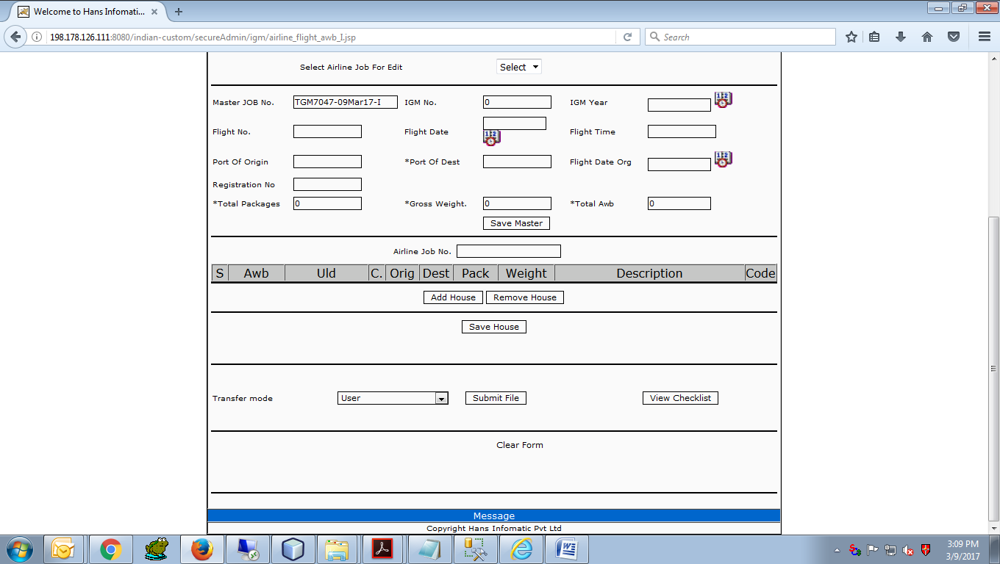 Welcome to Hans Infomati...
198.178.126.111:8080/indian-custom/secureAdmin/igm/airline_flight_awb_I.jsp
Search
Select Airline Job For Edit Select
Master JOB No. TGM7047-09Mar17-I IGM No. 0 IGM Year
Flight No. Flight Date Flight Time
Port Of Origin *Port Of Dest Flight Date Org
Registration No
*Total Packages 0 *Gross Weight. 0 *Total Awb 0
Save Master
Airline Job No.
S Awb Uld C. Orig Dest Pack Weight Description Code
Add House Remove House
Save House
Transfer mode User Submit File View Checklist
Clear Form
Message
Copyright Hans Infomatic Pvt Ltd
3:09 PM
3/9/2017